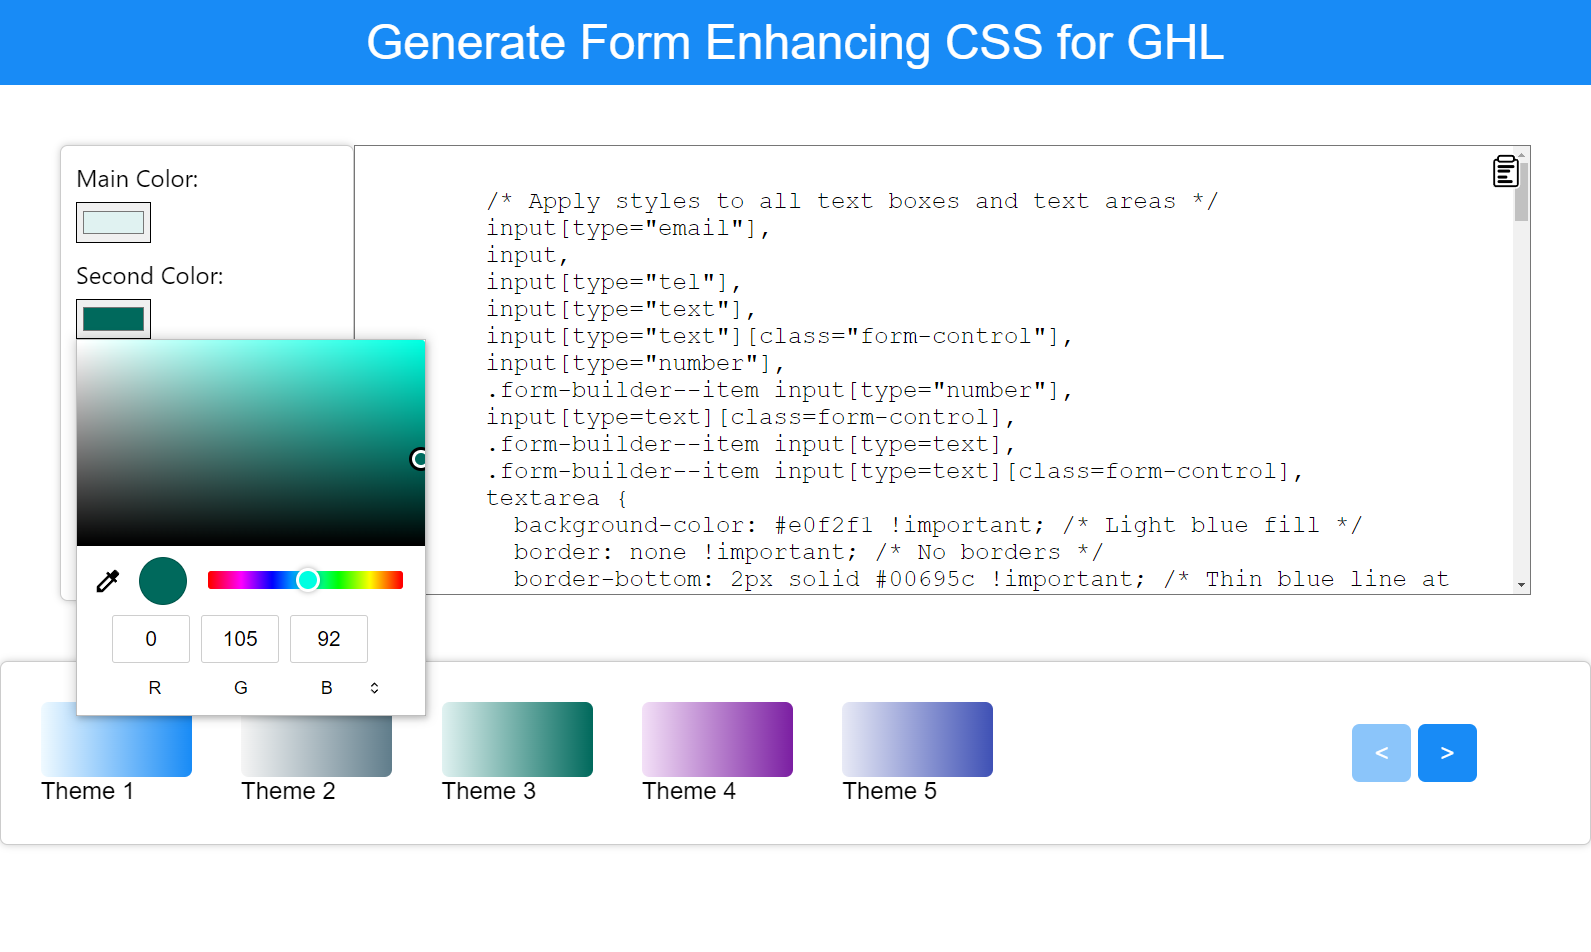 Generate Form Enhancing CSS for GHL
Main Color:
Second Color:
/* Apply styles to all text boxes and text areas */
input[type="email"],
input,
input[type="tel"],
input[type="text"],
input[type="text"][class="form-control"],
input[type="number"],
.form-builder--item input[type="number"],
input[type=text][class=form-control],
.form-builder--item input[type=text],
.form-builder--item input[type=text][class=form-control],
textarea {
  background-color: #e0f2f1 !important; /* Light blue fill */
  border: none !important; /* No borders */
  border-bottom: 2px solid #00695c !important; /* Thin blue line at
0 105 92
R G B
Theme 1 Theme 2 Theme 3 Theme 4 Theme 5
< >